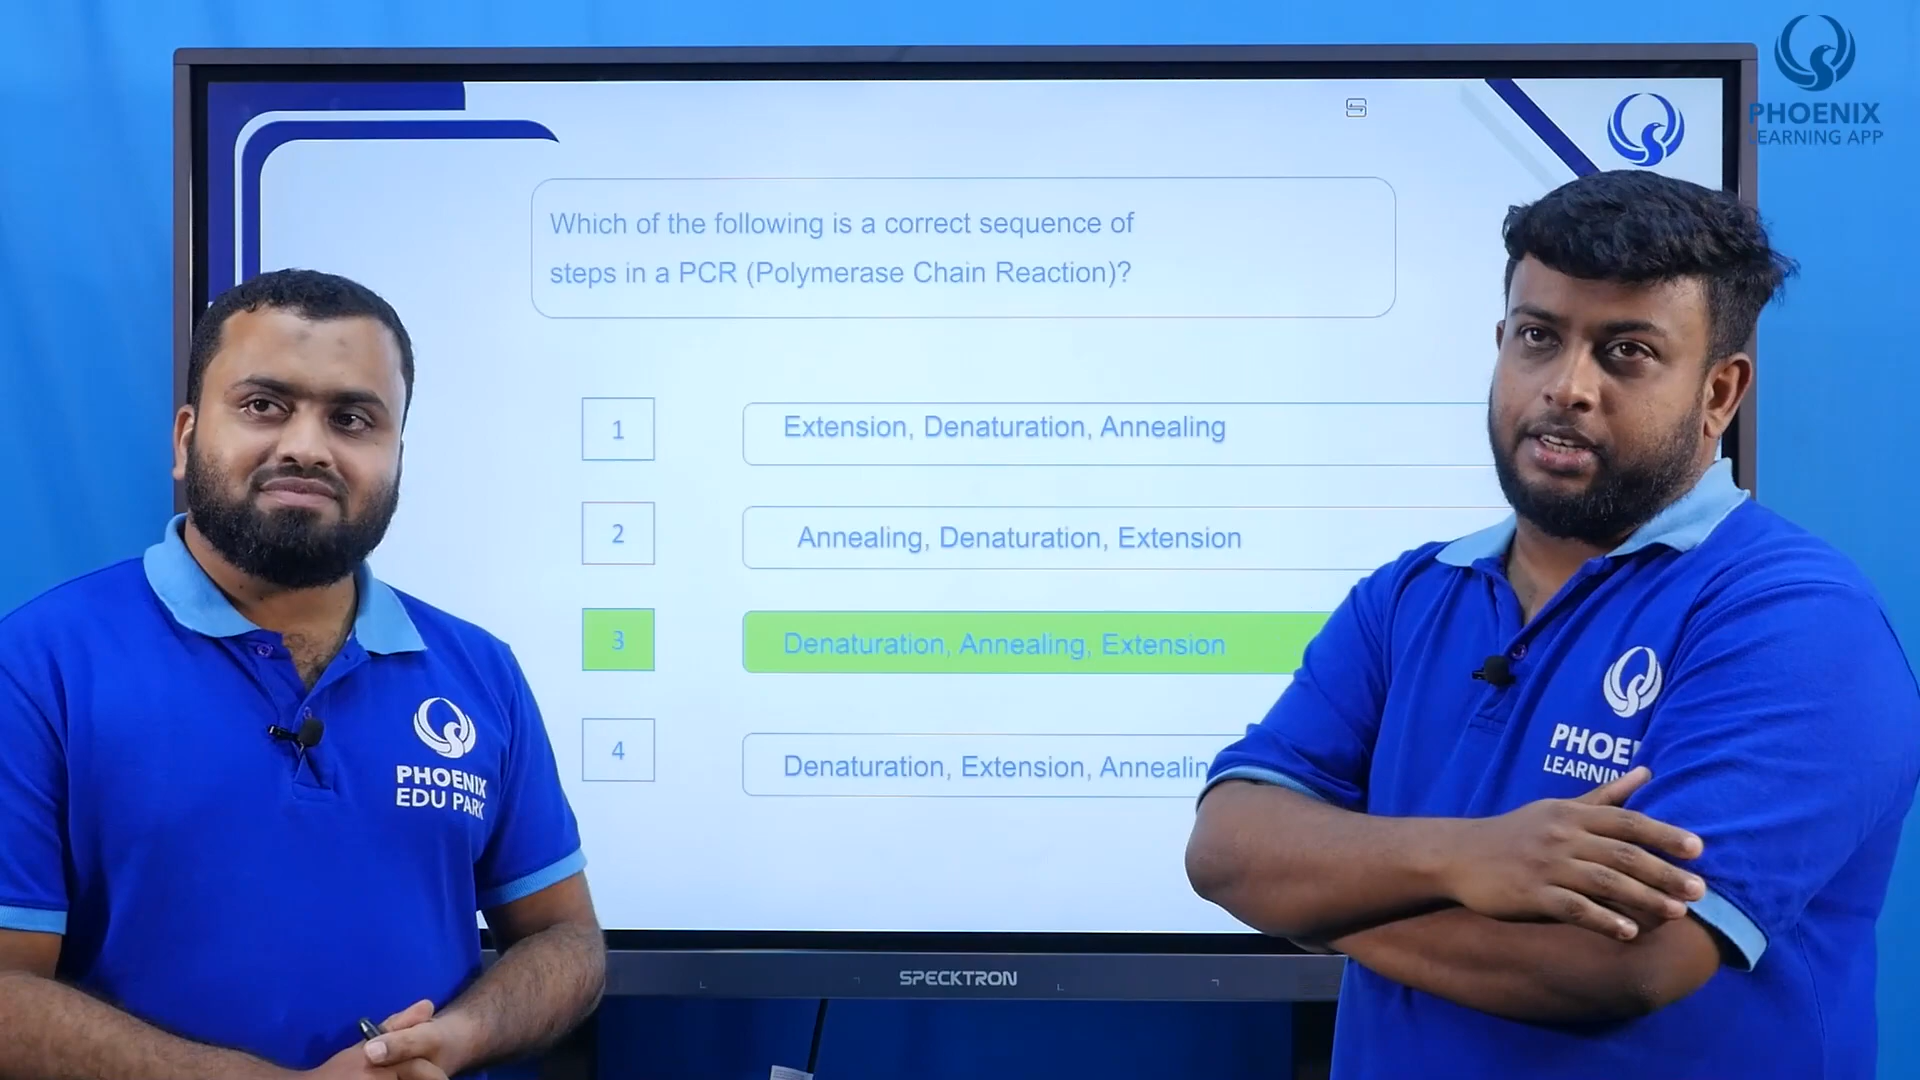 PHOENIX
LEARNING APP
Which of the following is a correct sequence of
steps in a PCR (Polymerase Chain Reaction)?
1
Extension, Denaturation, Annealing
2
Annealing, Denaturation, Extension
3
Denaturation, Annealing, Extension
4
Denaturation, Extension, Annealin
PHOENIX
EDU PARK
PHOE
LEARNIN
SPECKTRON